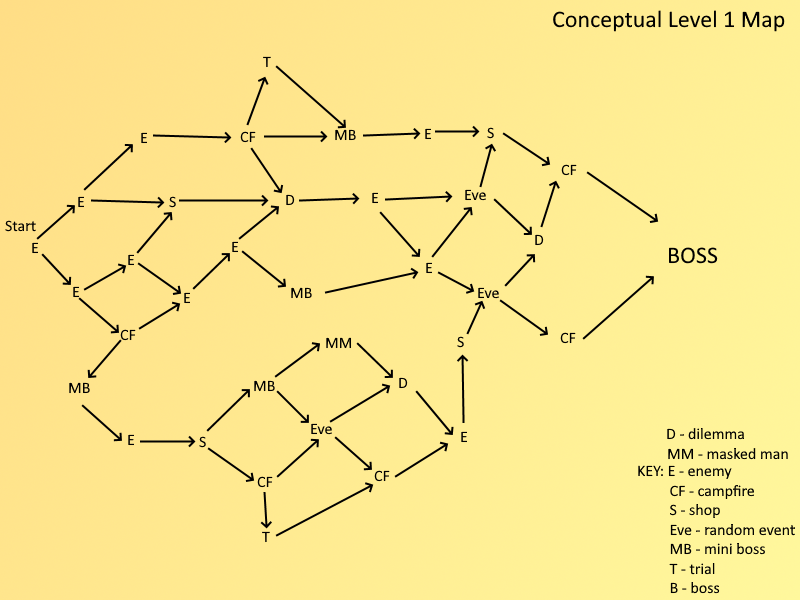 Conceptual Level 1 Map
T
E
CF
MB
E
S
CF
E
S
D
E
Eve
Start
E
E
E
D
BOSS
E
E
MB
E
Eve
CF
S
CF
MM
MB
MB
D
E
S
Eve
E
CF
CF
T
D - dilemma
MM - masked man
KEY: E - enemy
CF - campfire
S - shop
Eve - random event
MB - mini boss
T - trial
B - boss